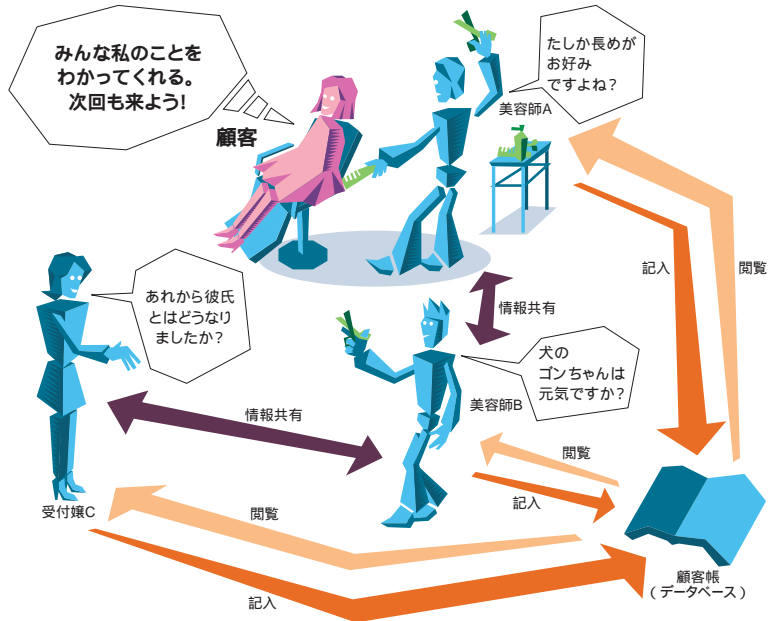 みんな私のことを
わかってくれる。
次回も来よう!
顧客
たしか長めが
お好み
ですよね?
美容師A
記入
閲覧
あれから彼氏
とはどうなり
ましたか?
情報共有
犬の
ゴンちゃんは
元気ですか?
美容師B
情報共有
閲覧
記入
受付嬢C
閲覧
記入
顧客帳
(データベース)